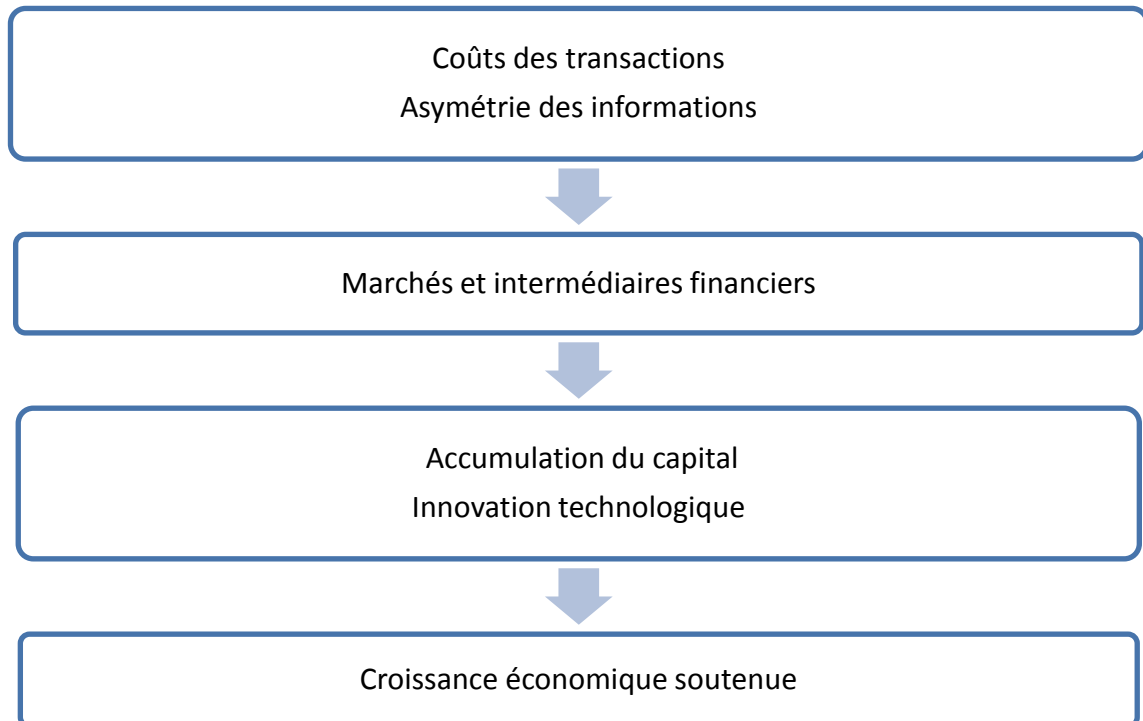 Coûts des transactions
Asymétrie des informations
Marchés et intermédiaires financiers
Accumulation du capital
Innovation technologique
Croissance économique soutenue